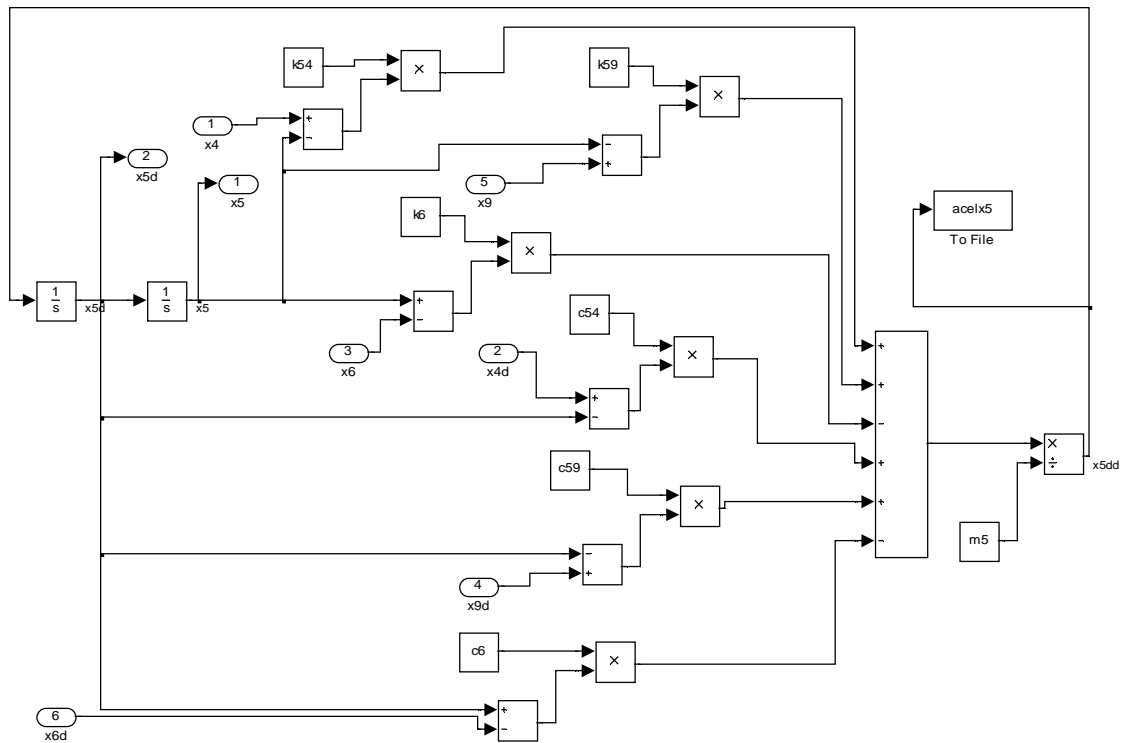 k54
×
k59
×
1
x4
+
−
2
x5d
1
x5
−
+
5
x9
acelx5
To File
k6
×
1
s
x5d
1
s
x5
+
−
3
x6
c54
2
x4d
×
+
−
+
+
−
+
+
−
×
÷
x5dd
c59
×
m5
−
+
4
x9d
c6
×
6
x6d
+
−